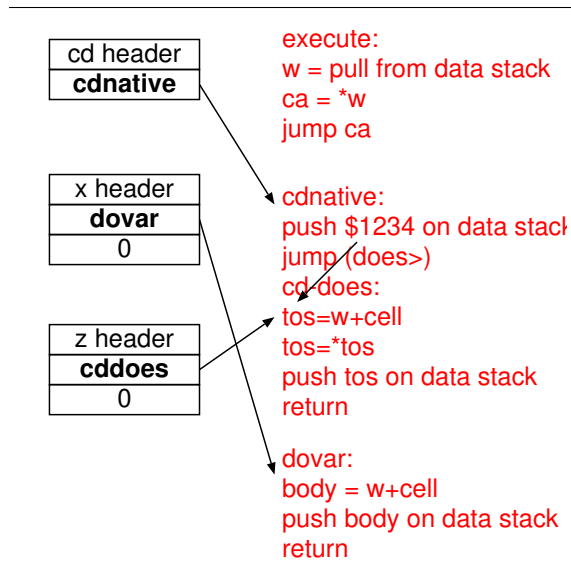 cd header
cdnative
x header
dovar
0
z header
cddoes
0
execute:
w = pull from data stack
ca = *w
jump ca
cdnative:
push $1234 on data stack
jump (does>)
cd-does:
tos=w+cell
tos=*tos
push tos on data stack
return
dovar:
body = w+cell
push body on data stack
return